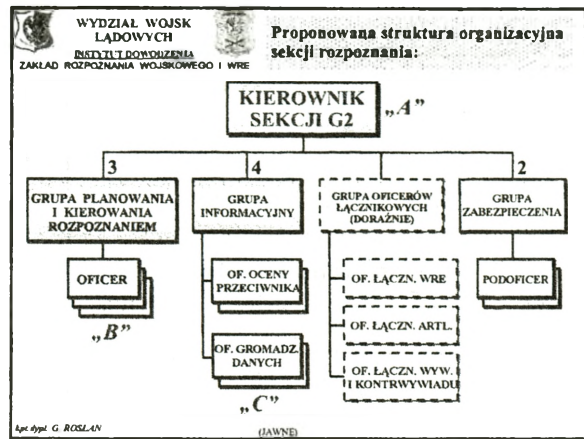 WYDZIAŁ WOJSK
LĄDOWYCH
INSTYTUT DOWODZENIA
ZAKŁAD ROZPOZNANIA WOJSKOWEGO I WRE
Proponowana struktura organizacyjna
sekcji rozpoznania:
KIEROWNIK
SEKCJI G2
„A”
3
GRUPA PLANOWANIA
I KIEROWANIA
ROZPOZNANIEM
OFICER
„B”
4
GRUPA
INFORMACYJNY
OF. OCENY
PRZECIWNIKA
OF. GROMADZ.
DANYCH
„C”
GRUPA OFICERÓW
ŁĄCZNIKOWYCH
(DORAŹNIE)
OF. ŁĄCZN. WRE
OF. ŁĄCZN. ARTL.
OF. ŁĄCZN. WYW.
I KONTRWYWIADU
2
GRUPA
ZABEZPIECZENIA
PODOFICER
kpt. dypl. G. ROSŁAN
(JAWNE)